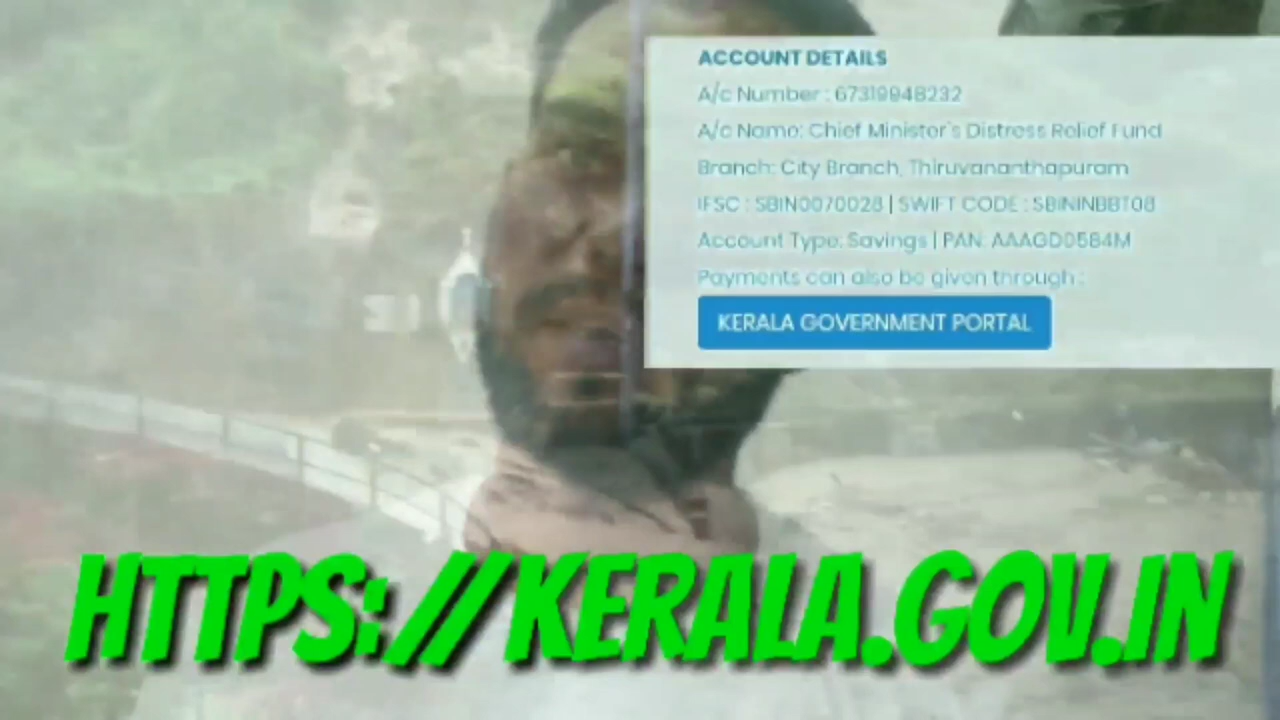 ACCOUNT DETAILS
A/c Number : 67319948232
A/c Name: Chief Minister's Distress Relief Fund
Branch: City Branch, Thiruvananthapuram
IFSC : SBIN0070028 | SWIFT CODE : SBININBBT08
Account Type: Savings | PAN: AAAGD0584M
Payments can also be given through :
KERALA GOVERNMENT PORTAL
HTTPS://KERALA.GOV.IN